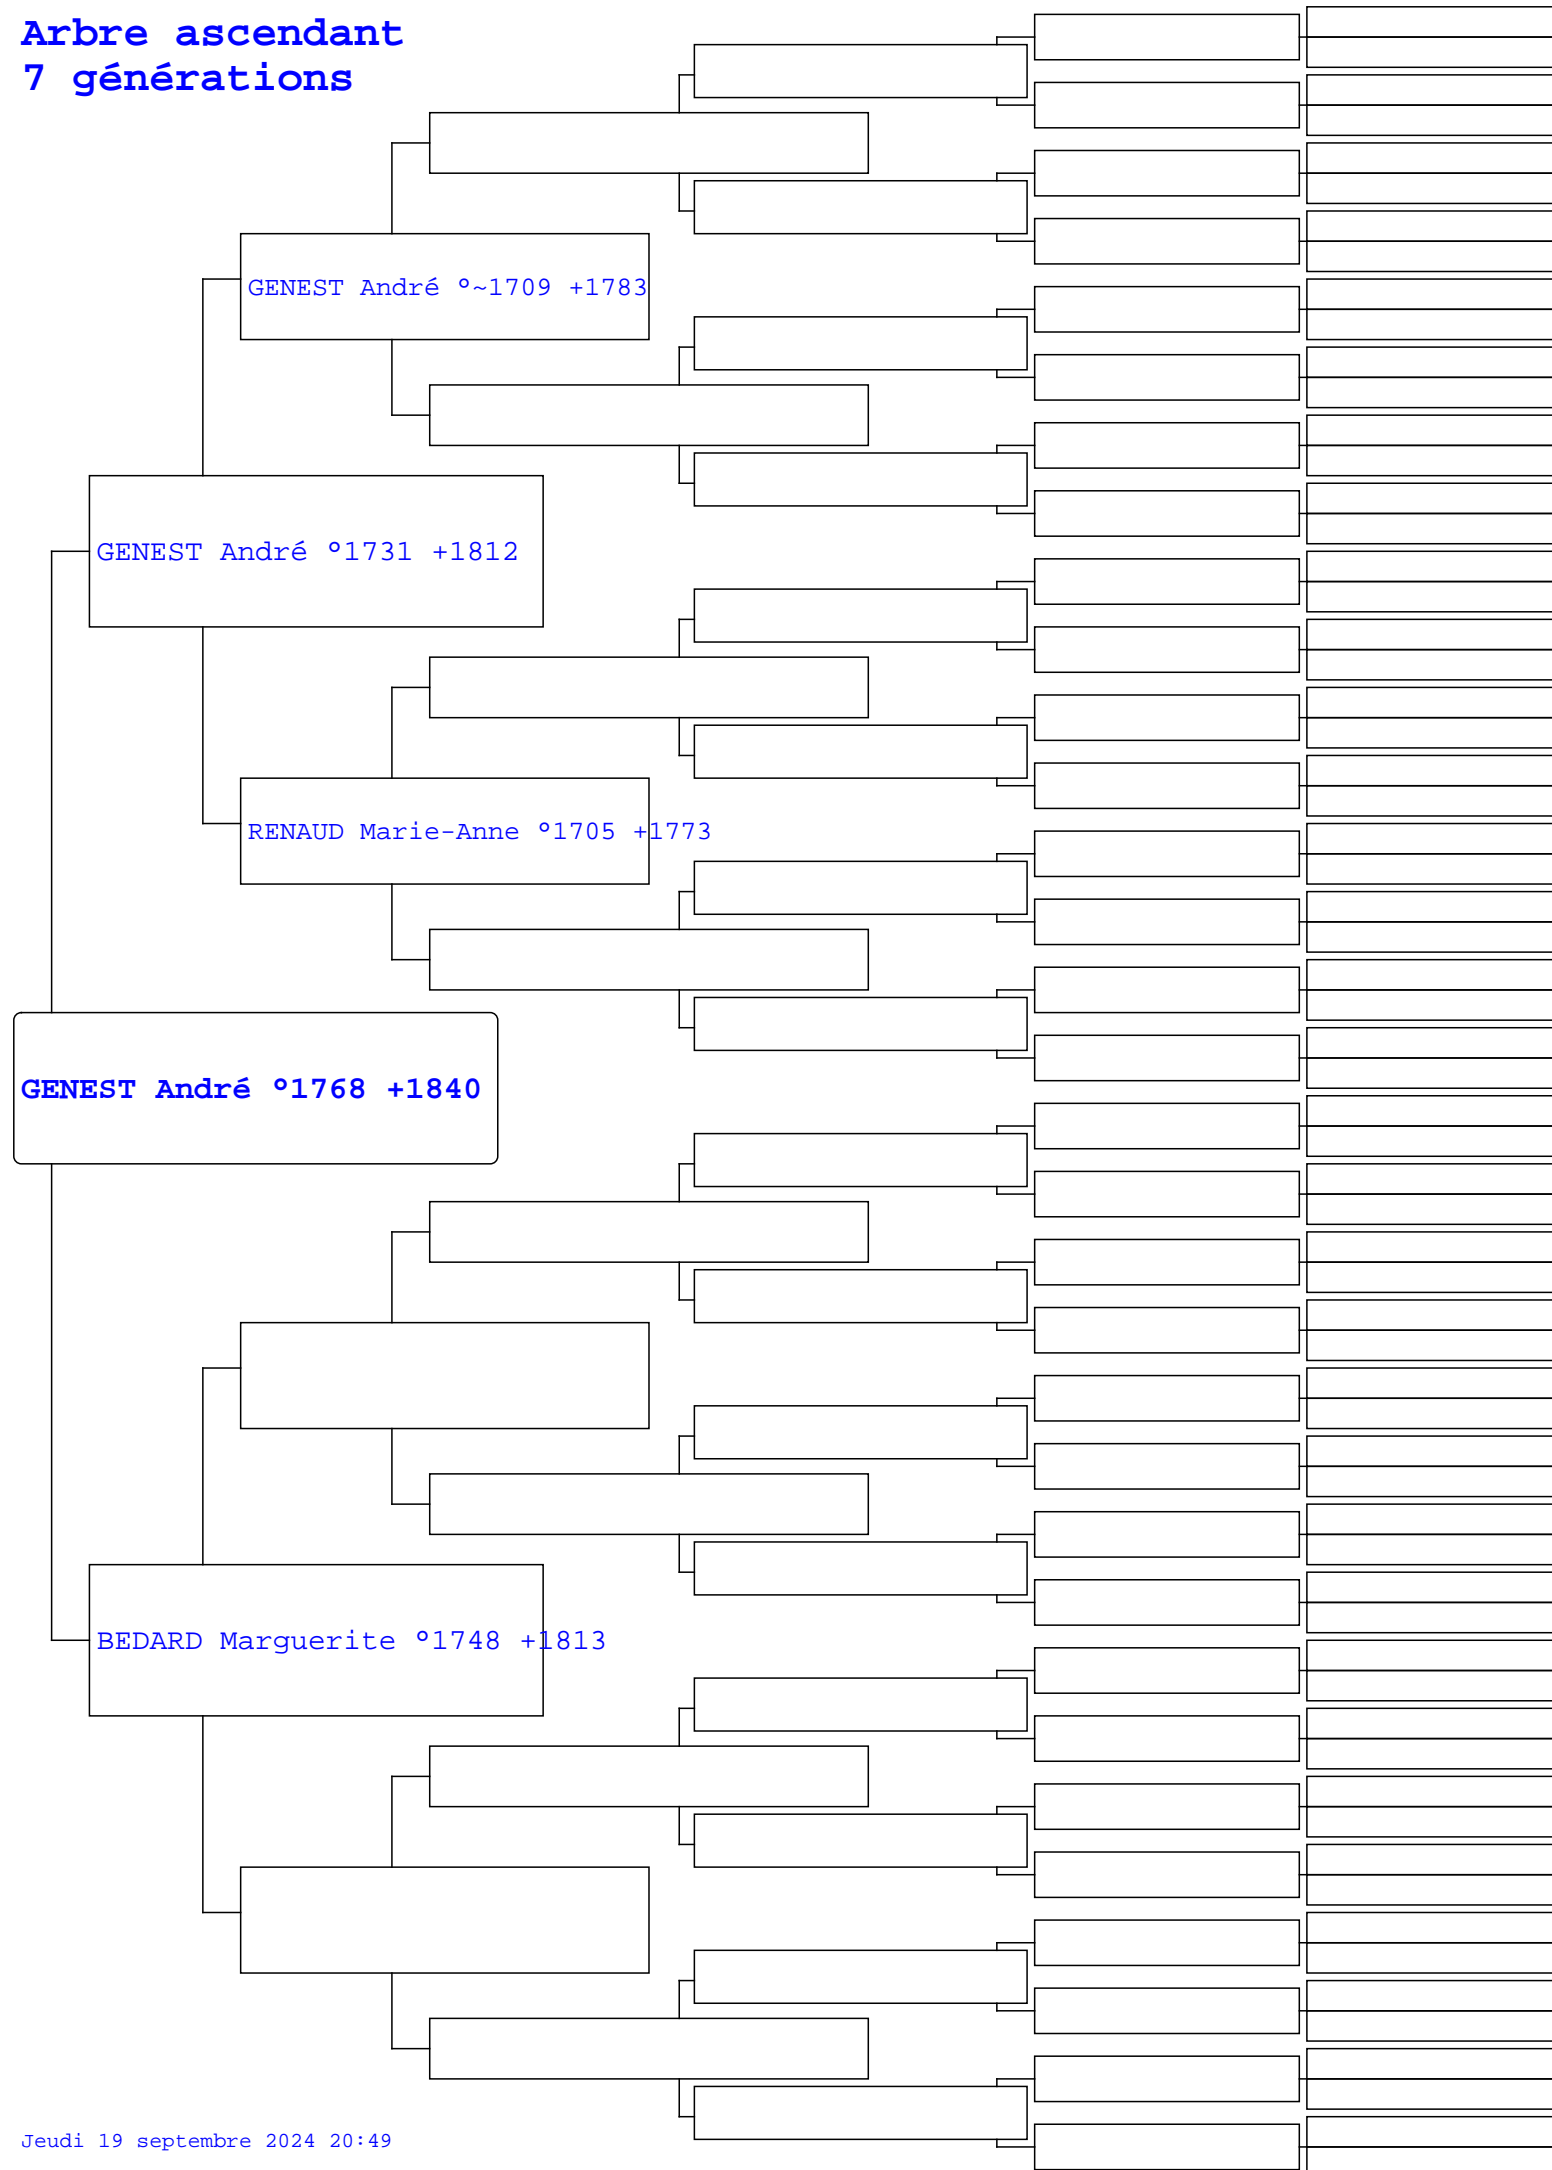 Arbre ascendant
7 générations
GENEST André °~1709 +1783
GENEST André °1731 +1812
RENAUD Marie-Anne °1705 +1773
GENEST André °1768 +1840
BEDARD Marguerite °1748 +1813
Jeudi 19 septembre 2024 20:49